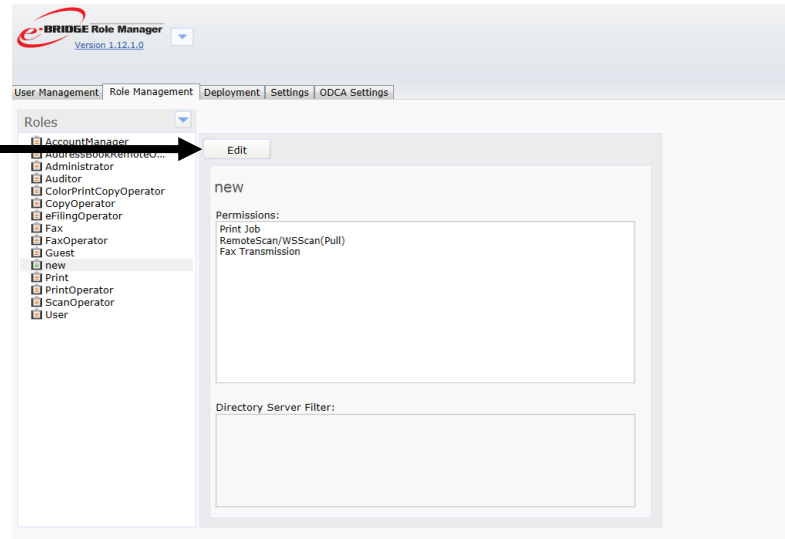 e-BRIDGE Role Manager
Version 1.12.1.0
User Management Role Management Deployment Settings ODCA Settings
Roles
AccountManager
AddressBookRemoteO...
Administrator
Auditor
ColorPrintCopyOperator
CopyOperator
eFilingOperator
Fax
FaxOperator
Guest
new
Print
PrintOperator
ScanOperator
User
Edit
new
Permissions:
Print Job
RemoteScan/WSScan(Pull)
Fax Transmission
Directory Server Filter: